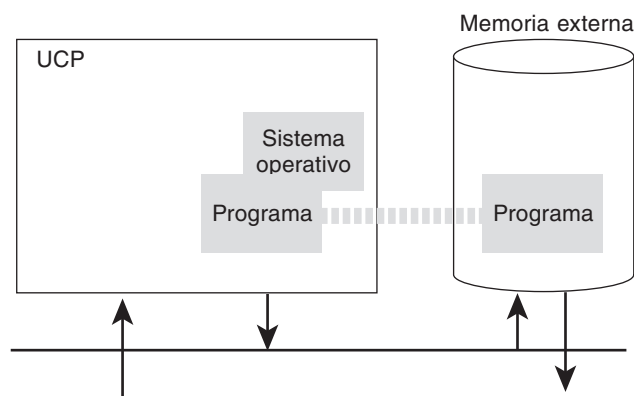 Memoria externa
UCP
Sistema
operativo
Programa
Programa